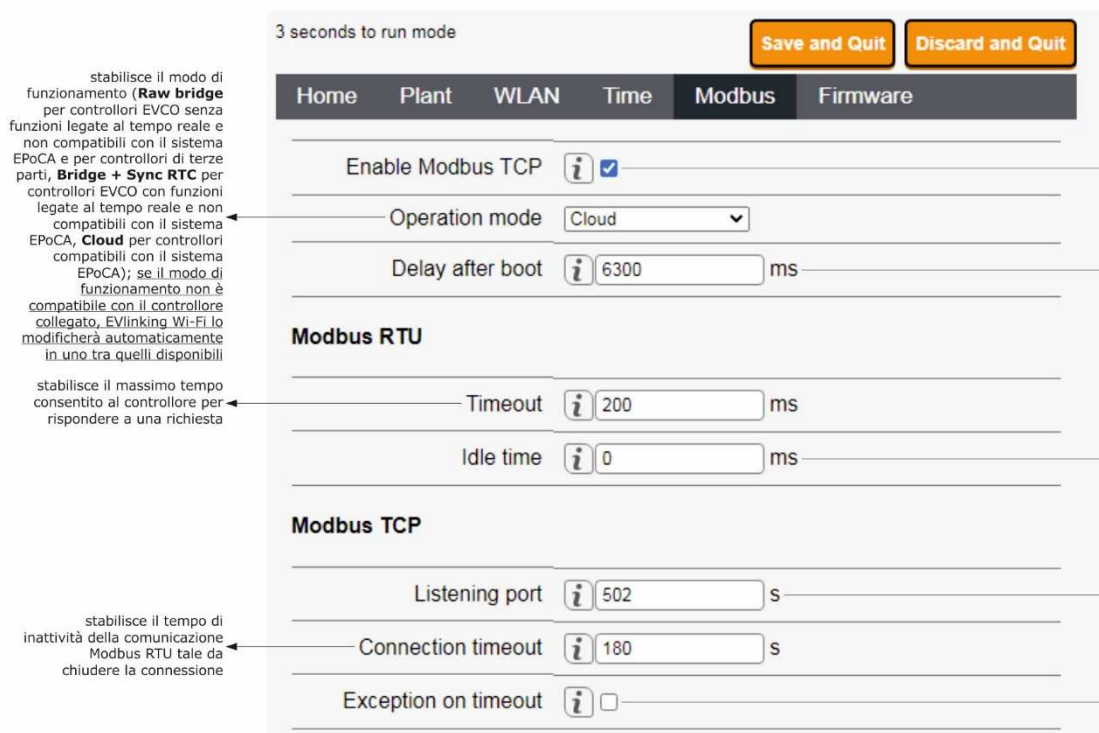 3 seconds to run mode
Save and Quit
Discard and Quit
Home Plant WLAN Time Modbus Firmware
stabilisce il modo di
funzionamento (Raw bridge
per controllori EVCO senza
funzioni legate al tempo reale e
non compatibili con il sistema
EPoCA e per controllori di terze
parti, Bridge + Sync RTC per
controllori EVCO con funzioni
legate al tempo reale e non
compatibili con il sistema
EPoCA, Cloud per controllori
compatibili con il sistema
EPoCA); se il modo di
funzionamento non è
compatibile con il controllore
collegato, EVlinking Wi-Fi lo
modificherà automaticamente
in uno tra quelli disponibili
Enable Modbus TCP i
Operation mode Cloud
Delay after boot i 6300 ms
Modbus RTU
stabilisce il massimo tempo
consentito al controllore per
rispondere a una richiesta
Timeout i 200 ms
Idle time i 0 ms
Modbus TCP
Listening port i 502 s
stabilisce il tempo di
inattività della comunicazione
Modbus RTU tale da
chiudere la connessione
Connection timeout i 180 s
Exception on timeout i